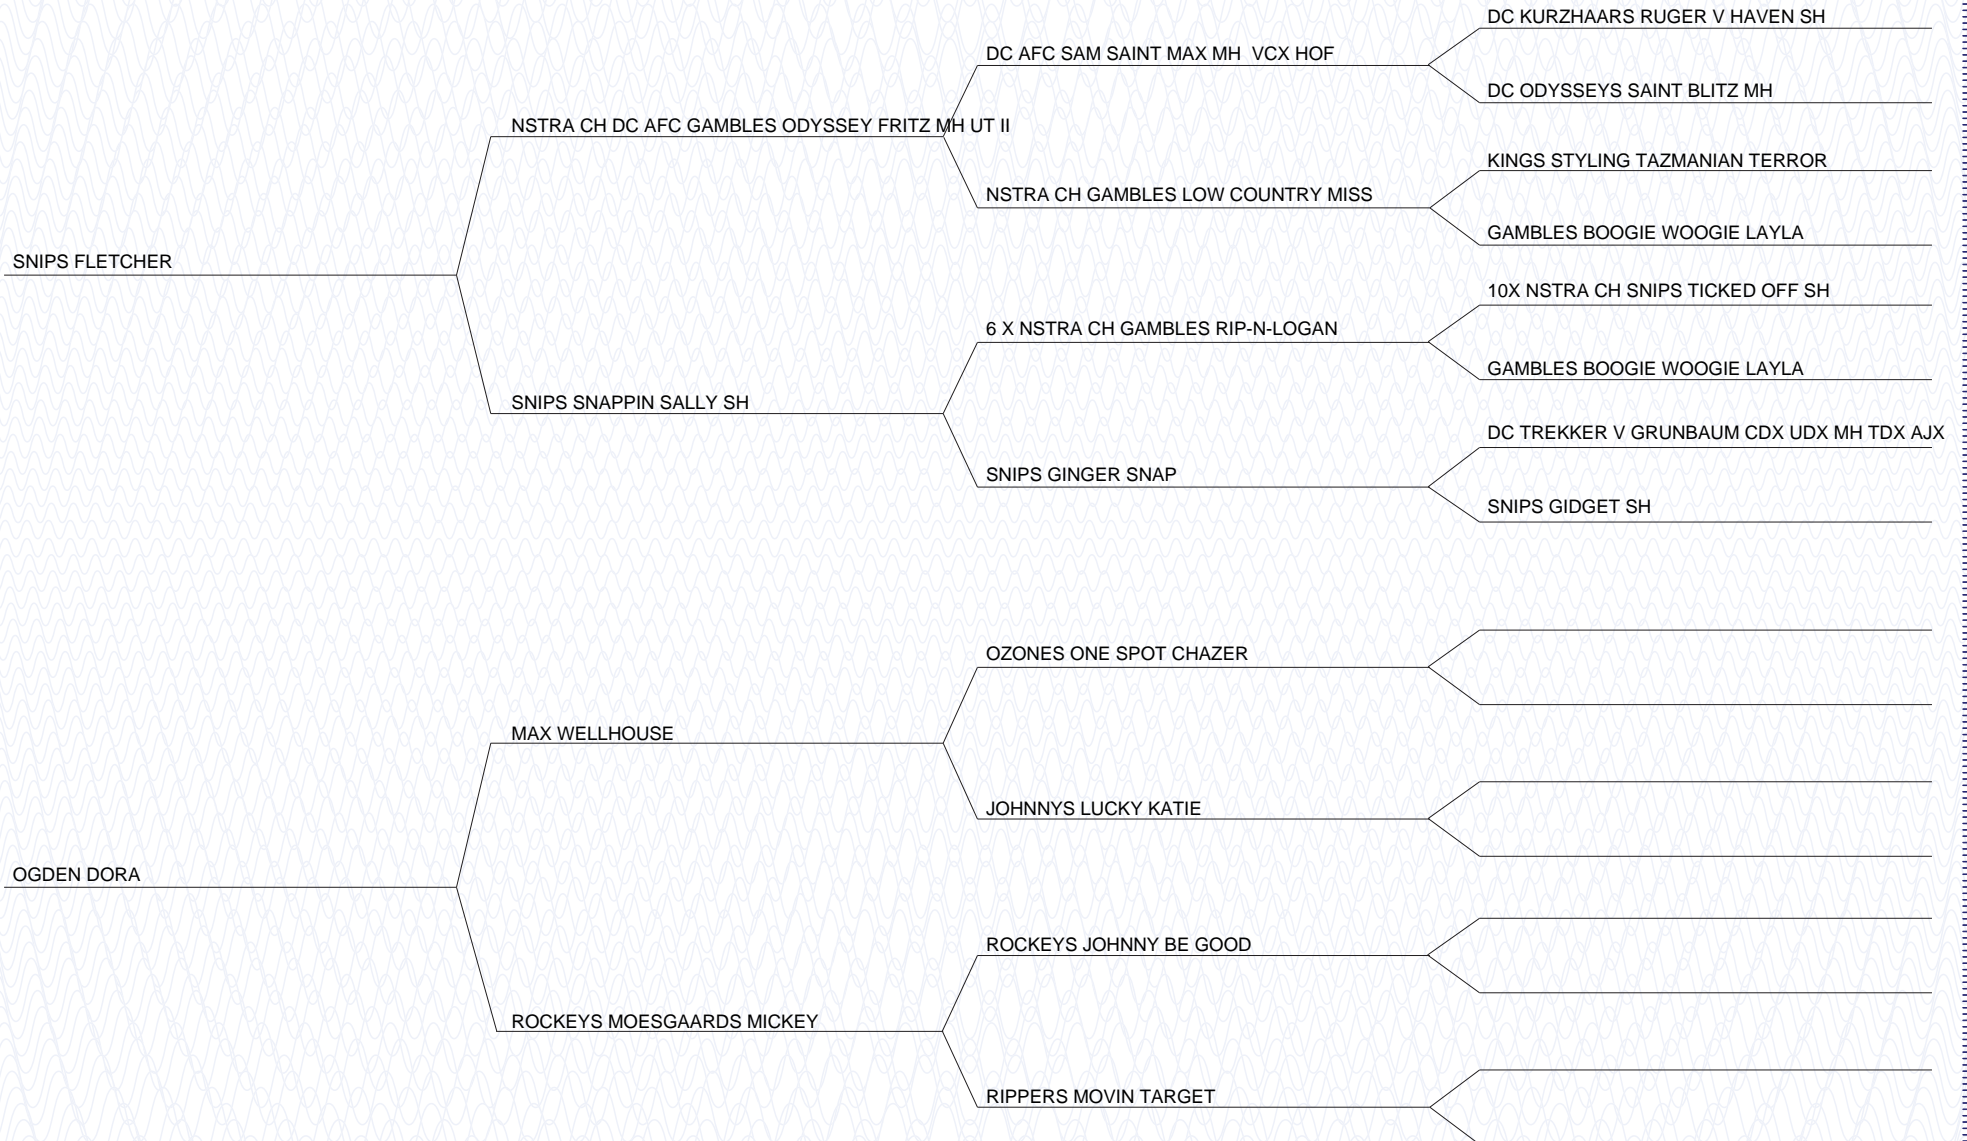 DC KURZHAARS RUGER V HAVEN SH
DC AFC SAM SAINT MAX MH  VCX HOF
DC ODYSSEYS SAINT BLITZ MH
NSTRA CH DC AFC GAMBLES ODYSSEY FRITZ MH UT II
KINGS STYLING TAZMANIAN TERROR
NSTRA CH GAMBLES LOW COUNTRY MISS
GAMBLES BOOGIE WOOGIE LAYLA
SNIPS FLETCHER
10X NSTRA CH SNIPS TICKED OFF SH
6 X NSTRA CH GAMBLES RIP-N-LOGAN
GAMBLES BOOGIE WOOGIE LAYLA
SNIPS SNAPPIN SALLY SH
DC TREKKER V GRUNBAUM CDX UDX MH TDX AJX
SNIPS GINGER SNAP
SNIPS GIDGET SH
OZONES ONE SPOT CHAZER
MAX WELLHOUSE
JOHNNYS LUCKY KATIE
OGDEN DORA
ROCKEYS JOHNNY BE GOOD
ROCKEYS MOESGAARDS MICKEY
RIPPERS MOVIN TARGET